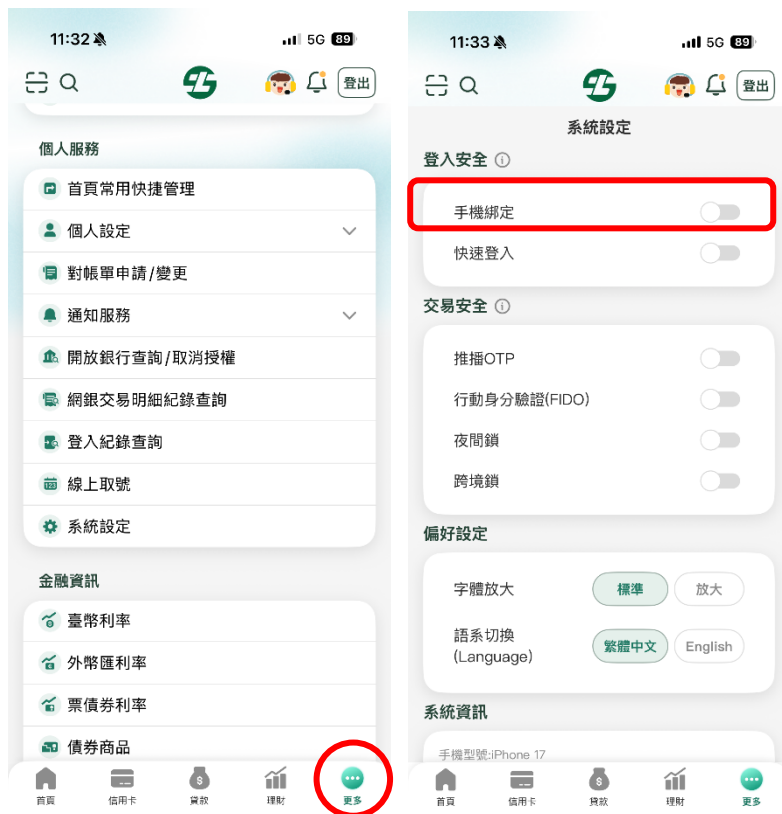 11:32
5G 89
登出
個人服務
首頁常用快捷管理
個人設定
對帳單申請/變更
通知服務
開放銀行查詢/取消授權
網銀交易明細紀錄查詢
登入紀錄查詢
線上取號
系統設定
金融資訊
臺幣利率
外幣匯利率
票債券利率
債券商品
首頁
信用卡
貸款
理財
更多
11:33
5G 89
登出
系統設定
登入安全
手機綁定
快速登入
交易安全
推播OTP
行動身分驗證(FIDO)
夜間鎖
跨境鎖
偏好設定
字體放大
標準
放大
語系切換
(Language)
繁體中文
English
系統資訊
手機型號:iPhone 17
首頁
信用卡
貸款
理財
更多